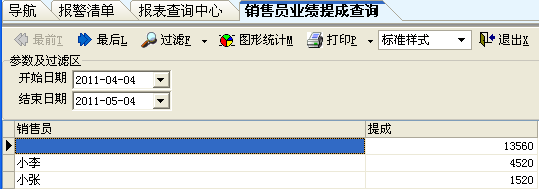 导航 报警清单 报表查询中心 销售员业绩提成查询
最前T 最后L 过滤F 图形统计M 打印P 标准样式 退出X
参数及过滤区
开始日期 2011-04-04
结束日期 2011-05-04
销售员 提成
13560
小李 4520
小张 1520